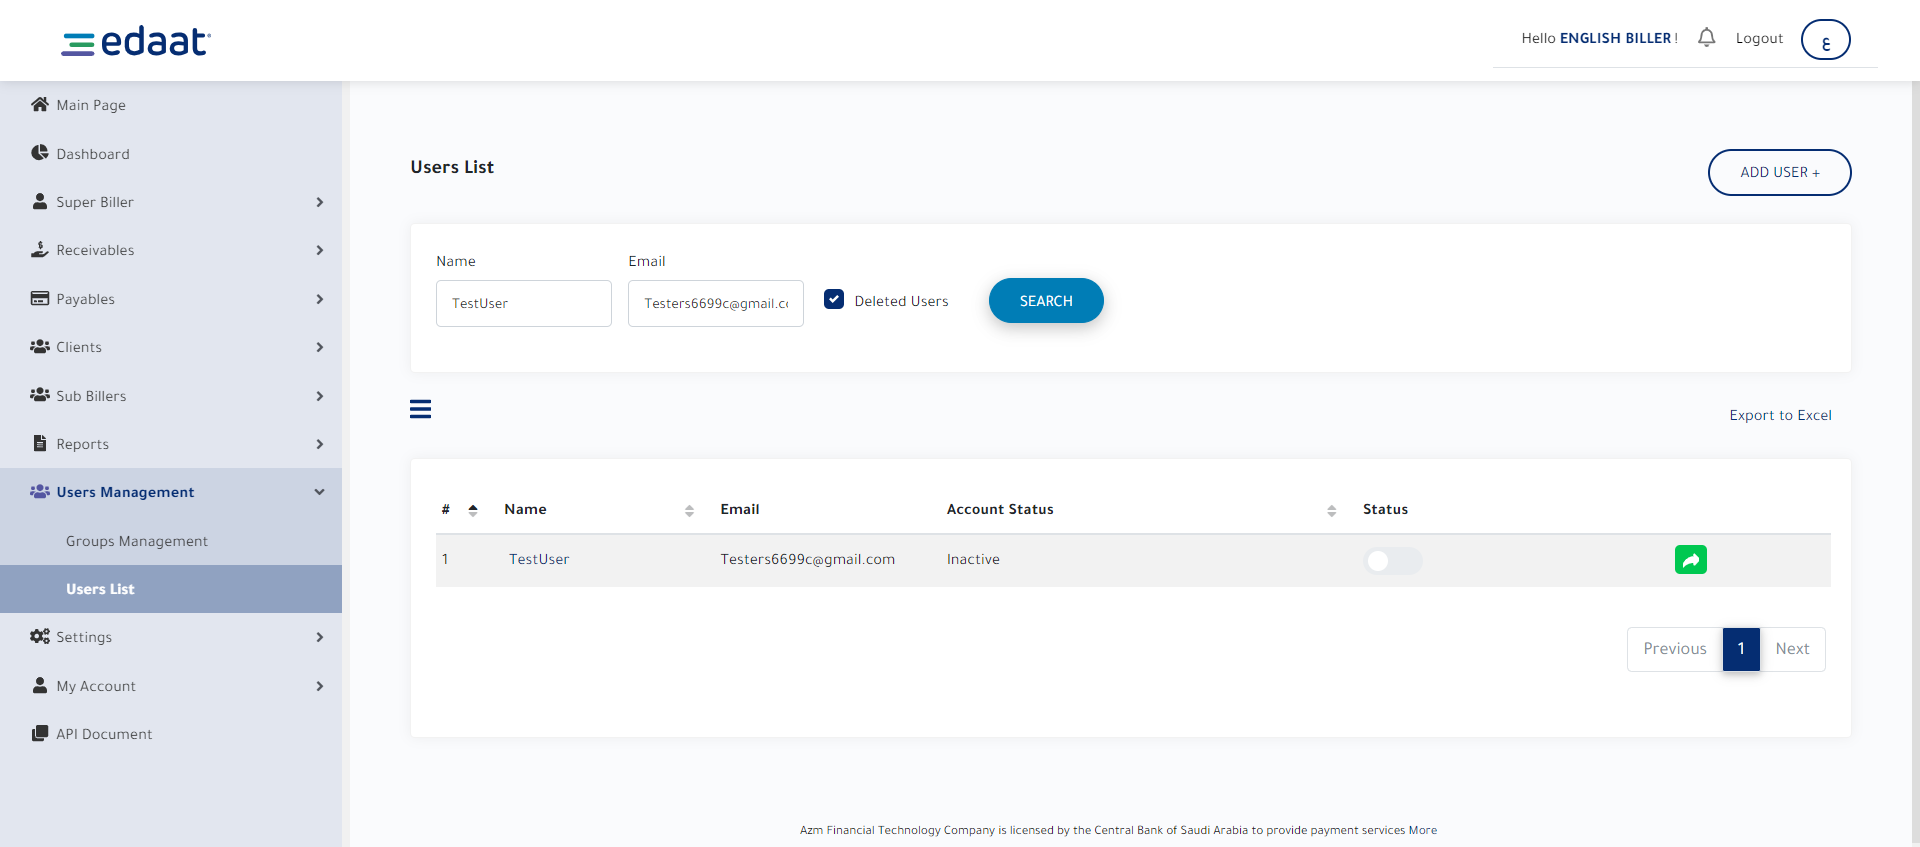 edaat
Hello ENGLISH BILLER !
Logout
ع
Main Page
Dashboard
Super Biller
Receivables
Payables
Clients
Sub Billers
Reports
Users Management
Groups Management
Users List
Settings
My Account
API Document
Users List
ADD USER +
Name
Email
TestUser
Testers6699c@gmail.c
Deleted Users
SEARCH
Export to Excel
# Name Email Account Status Status
1 TestUser Testers6699c@gmail.com Inactive
Previous 1 Next
Azm Financial Technology Company is licensed by the Central Bank of Saudi Arabia to provide payment services More